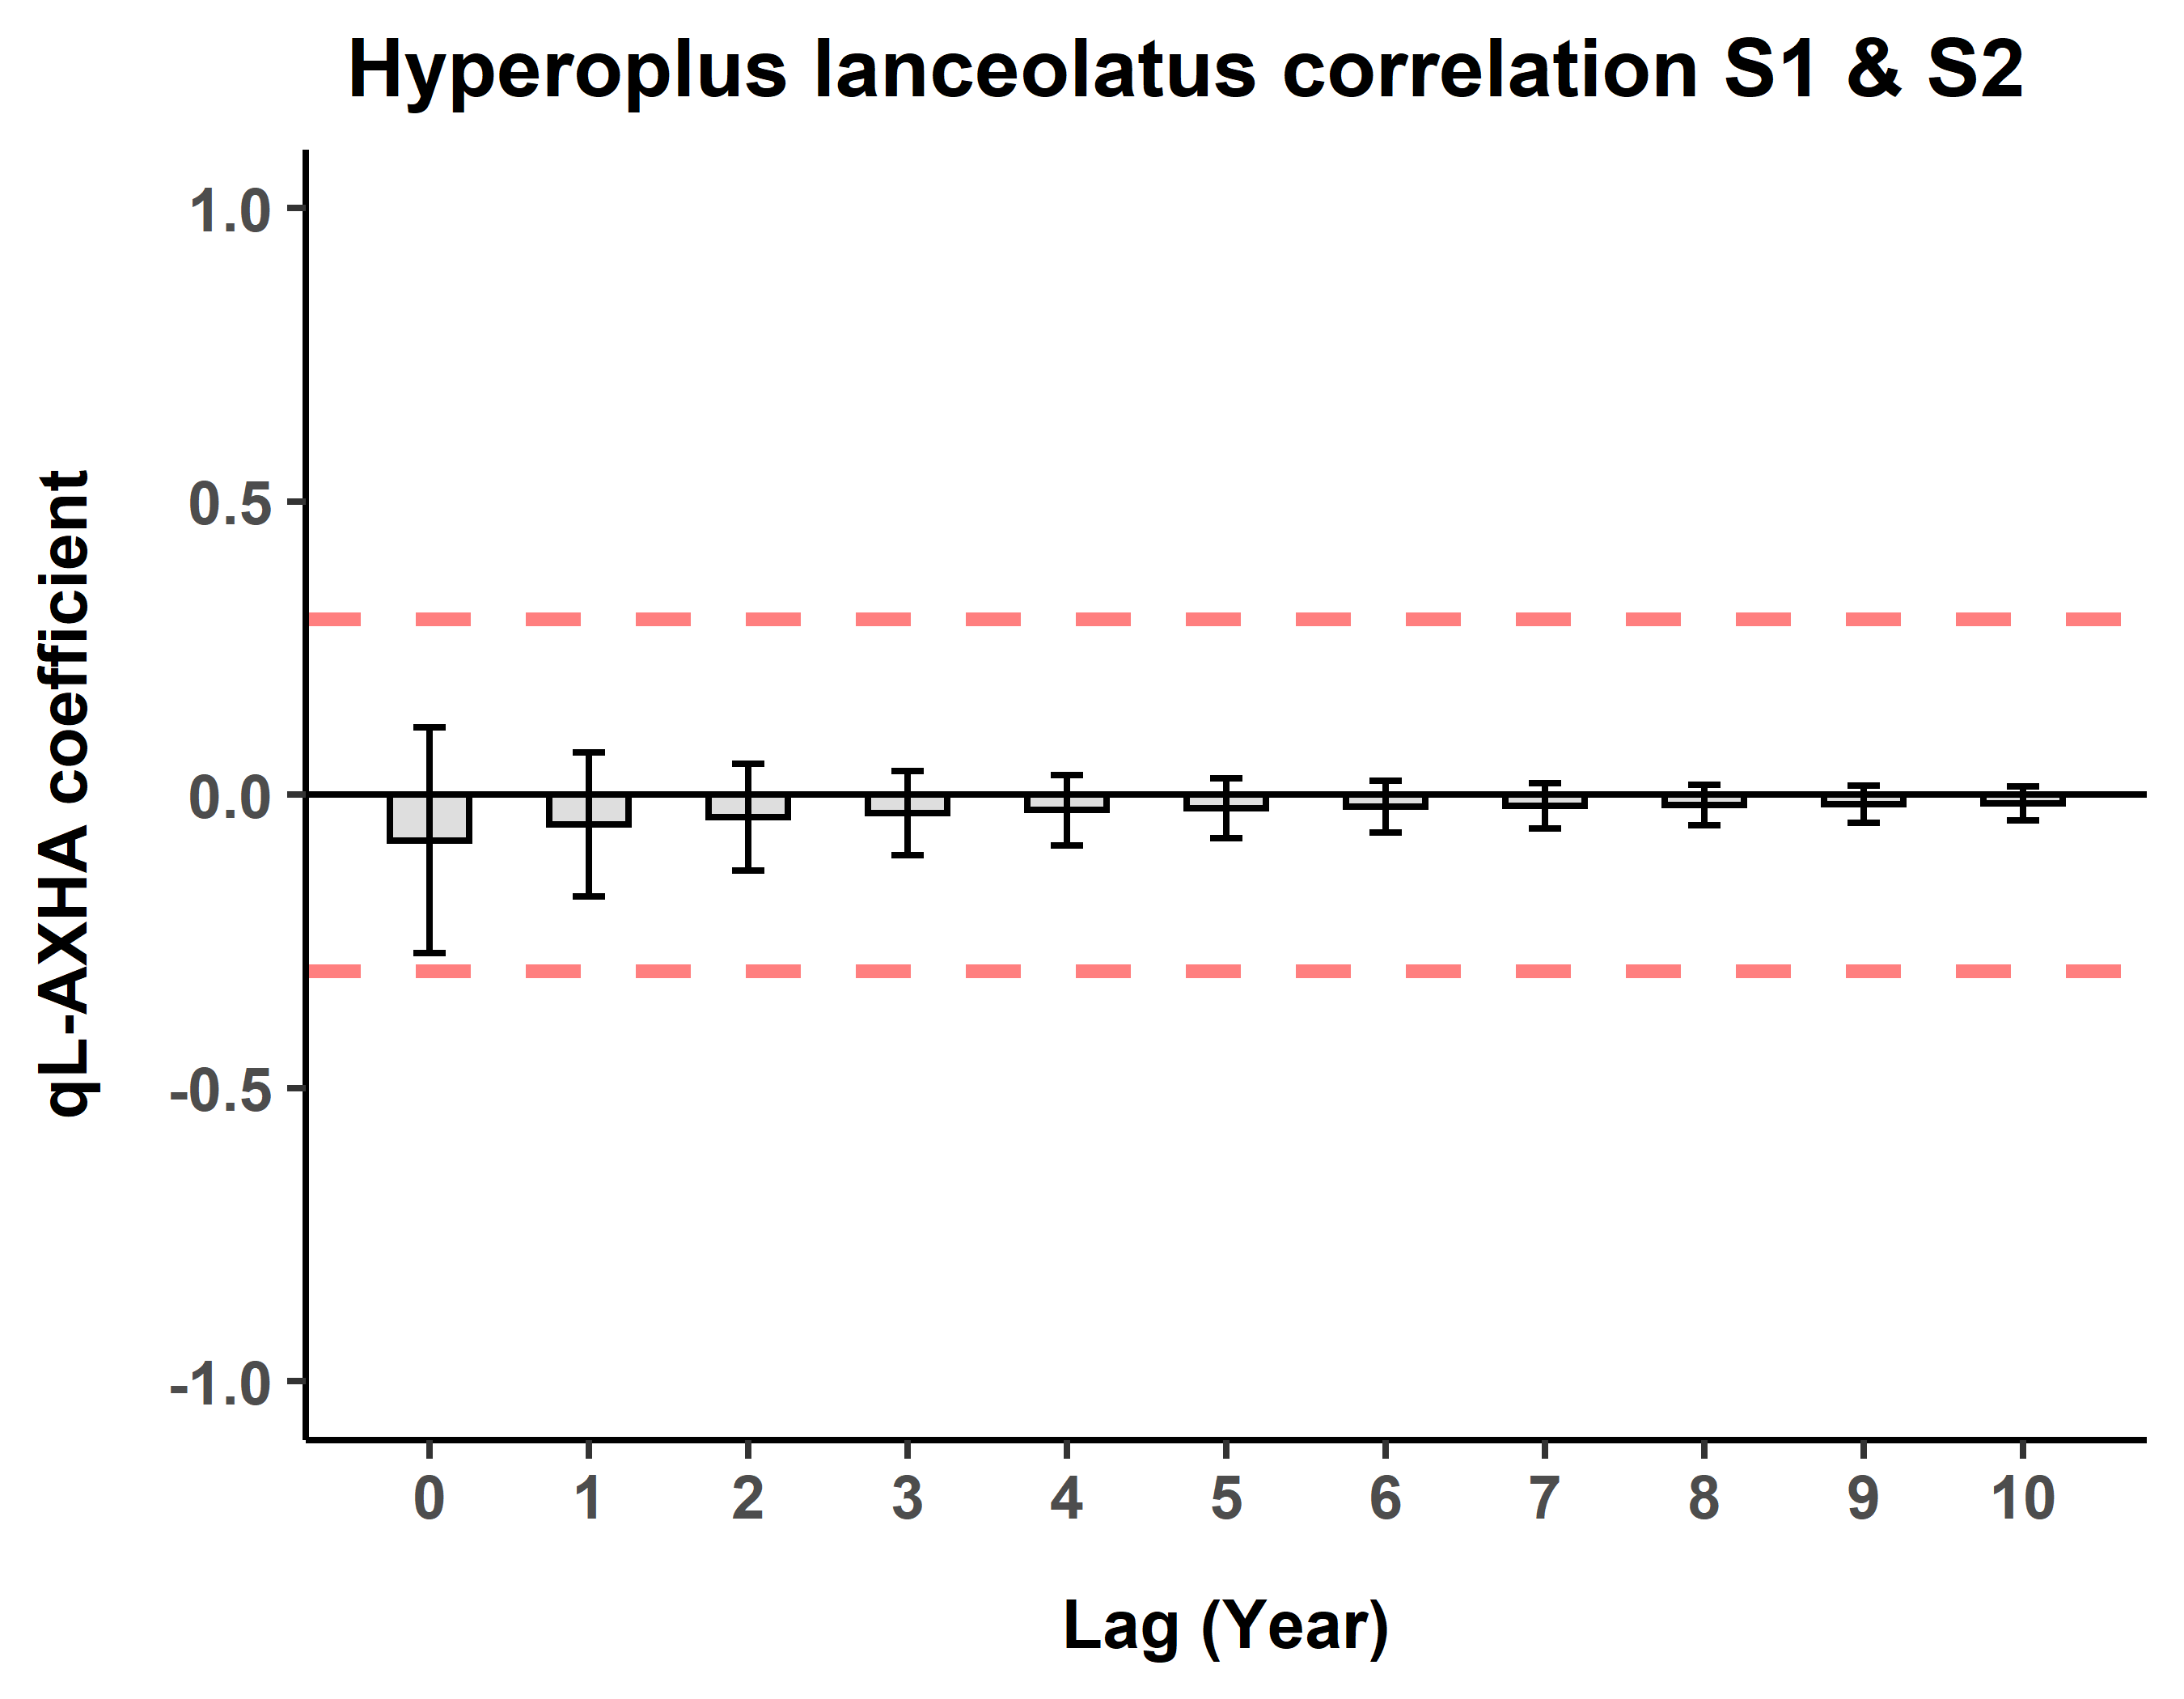 Hyperoplus lanceolatus correlation S1 & S2
1.0
0.5
0.0
-0.5
-1.0
qL-AXHA coefficient
0 1 2 3 4 5 6 7 8 9 10
Lag (Year)